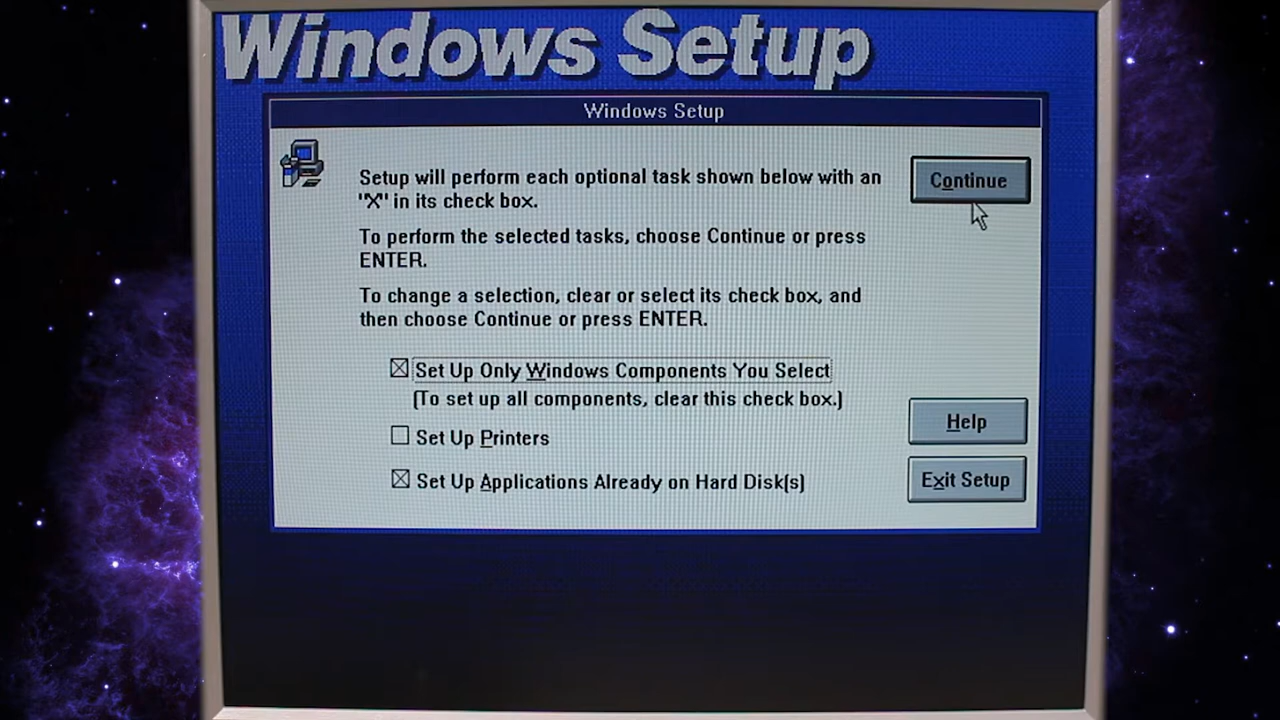 Windows Setup
Windows Setup
Setup will perform each optional task shown below with an
"X" in its check box.
Continue
To perform the selected tasks, choose Continue or press
ENTER.
To change a selection, clear or select its check box, and
then choose Continue or press ENTER.
Set Up Only Windows Components You Select
(To set up all components, clear this check box.)
Help
Set Up Printers
Set Up Applications Already on Hard Disk(s)
Exit Setup